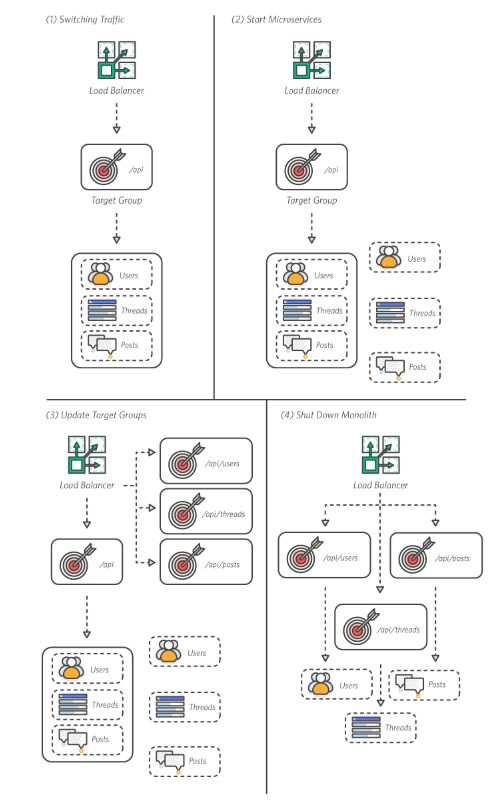 (1) Switching Traffic
Load Balancer
/api
Target Group
Users
Threads
Posts
(2) Start Microservices
Load Balancer
/api
Target Group
Users
Threads
Posts
Users
Threads
Posts
(3) Update Target Groups
Load Balancer
/api/users
/api/threads
/api/posts
/api
Users
Threads
Posts
Users
Threads
Posts
(4) Shut Down Monolith
Load Balancer
/api/users
/api/posts
/api/threads
Users
Posts
Threads